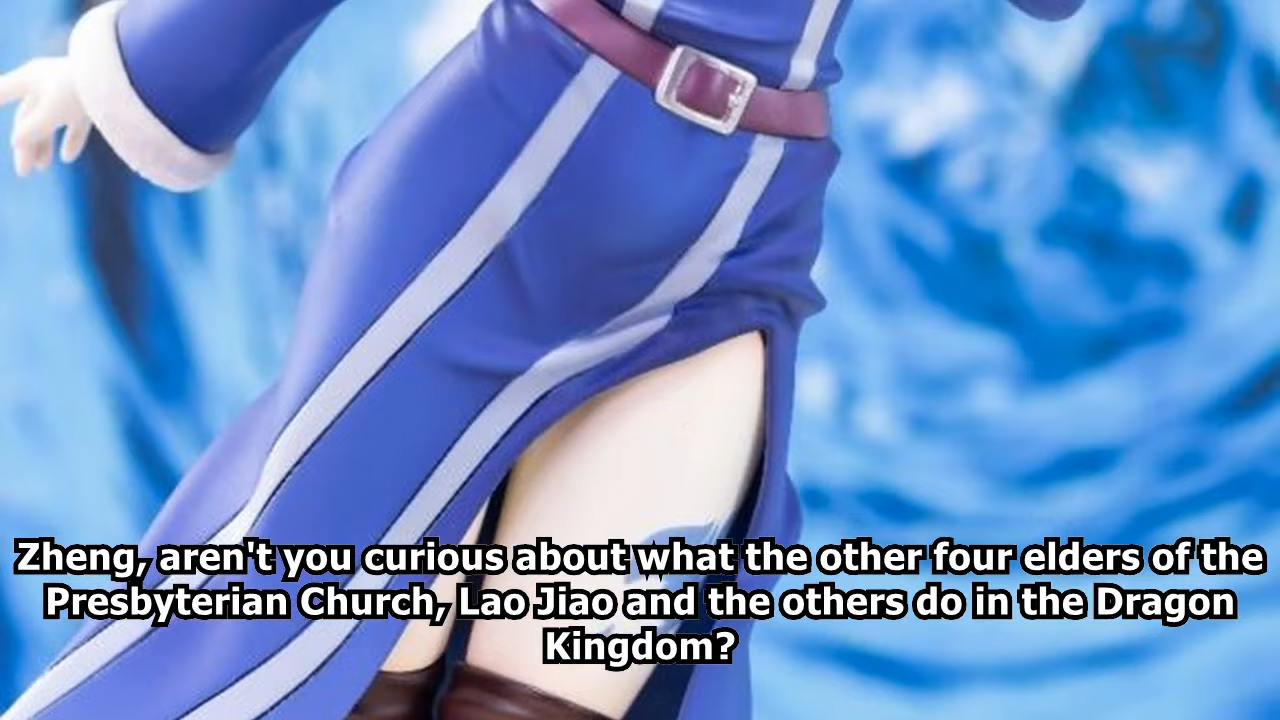 Zheng, aren't you curious about what the other four elders of the
Presbyterian Church, Lao Jiao and the others do in the Dragon
Kingdom?